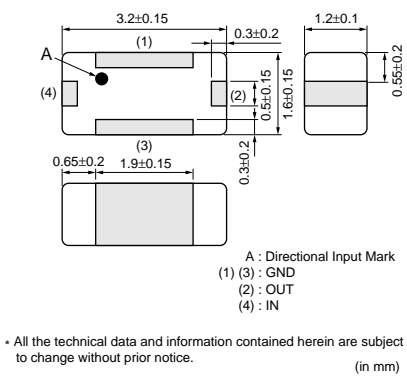 3.2±0.15
1.2±0.1
(1)
0.3±0.2
A
(4)
(2)
0.5±0.15
1.6±0.15
0.55±0.2
(3)
0.3±0.2
0.65±0.2
1.9±0.15
A : Directional Input Mark
(1) (3) : GND
(2) : OUT
(4) : IN
* All the technical data and information contained herein are subject
to change without prior notice.
(in mm)